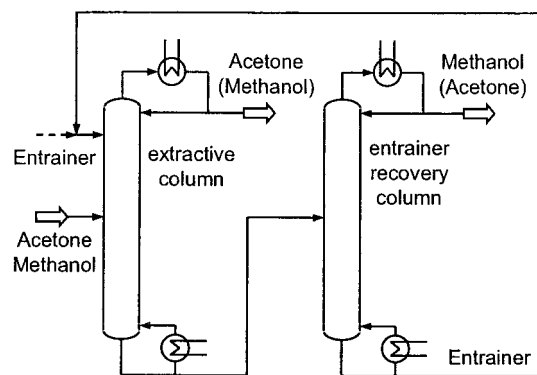 Acetone
(Methanol)
Methanol
(Acetone)
Entrainer
extractive
column
entrainer
recovery
column
Acetone
Methanol
Entrainer